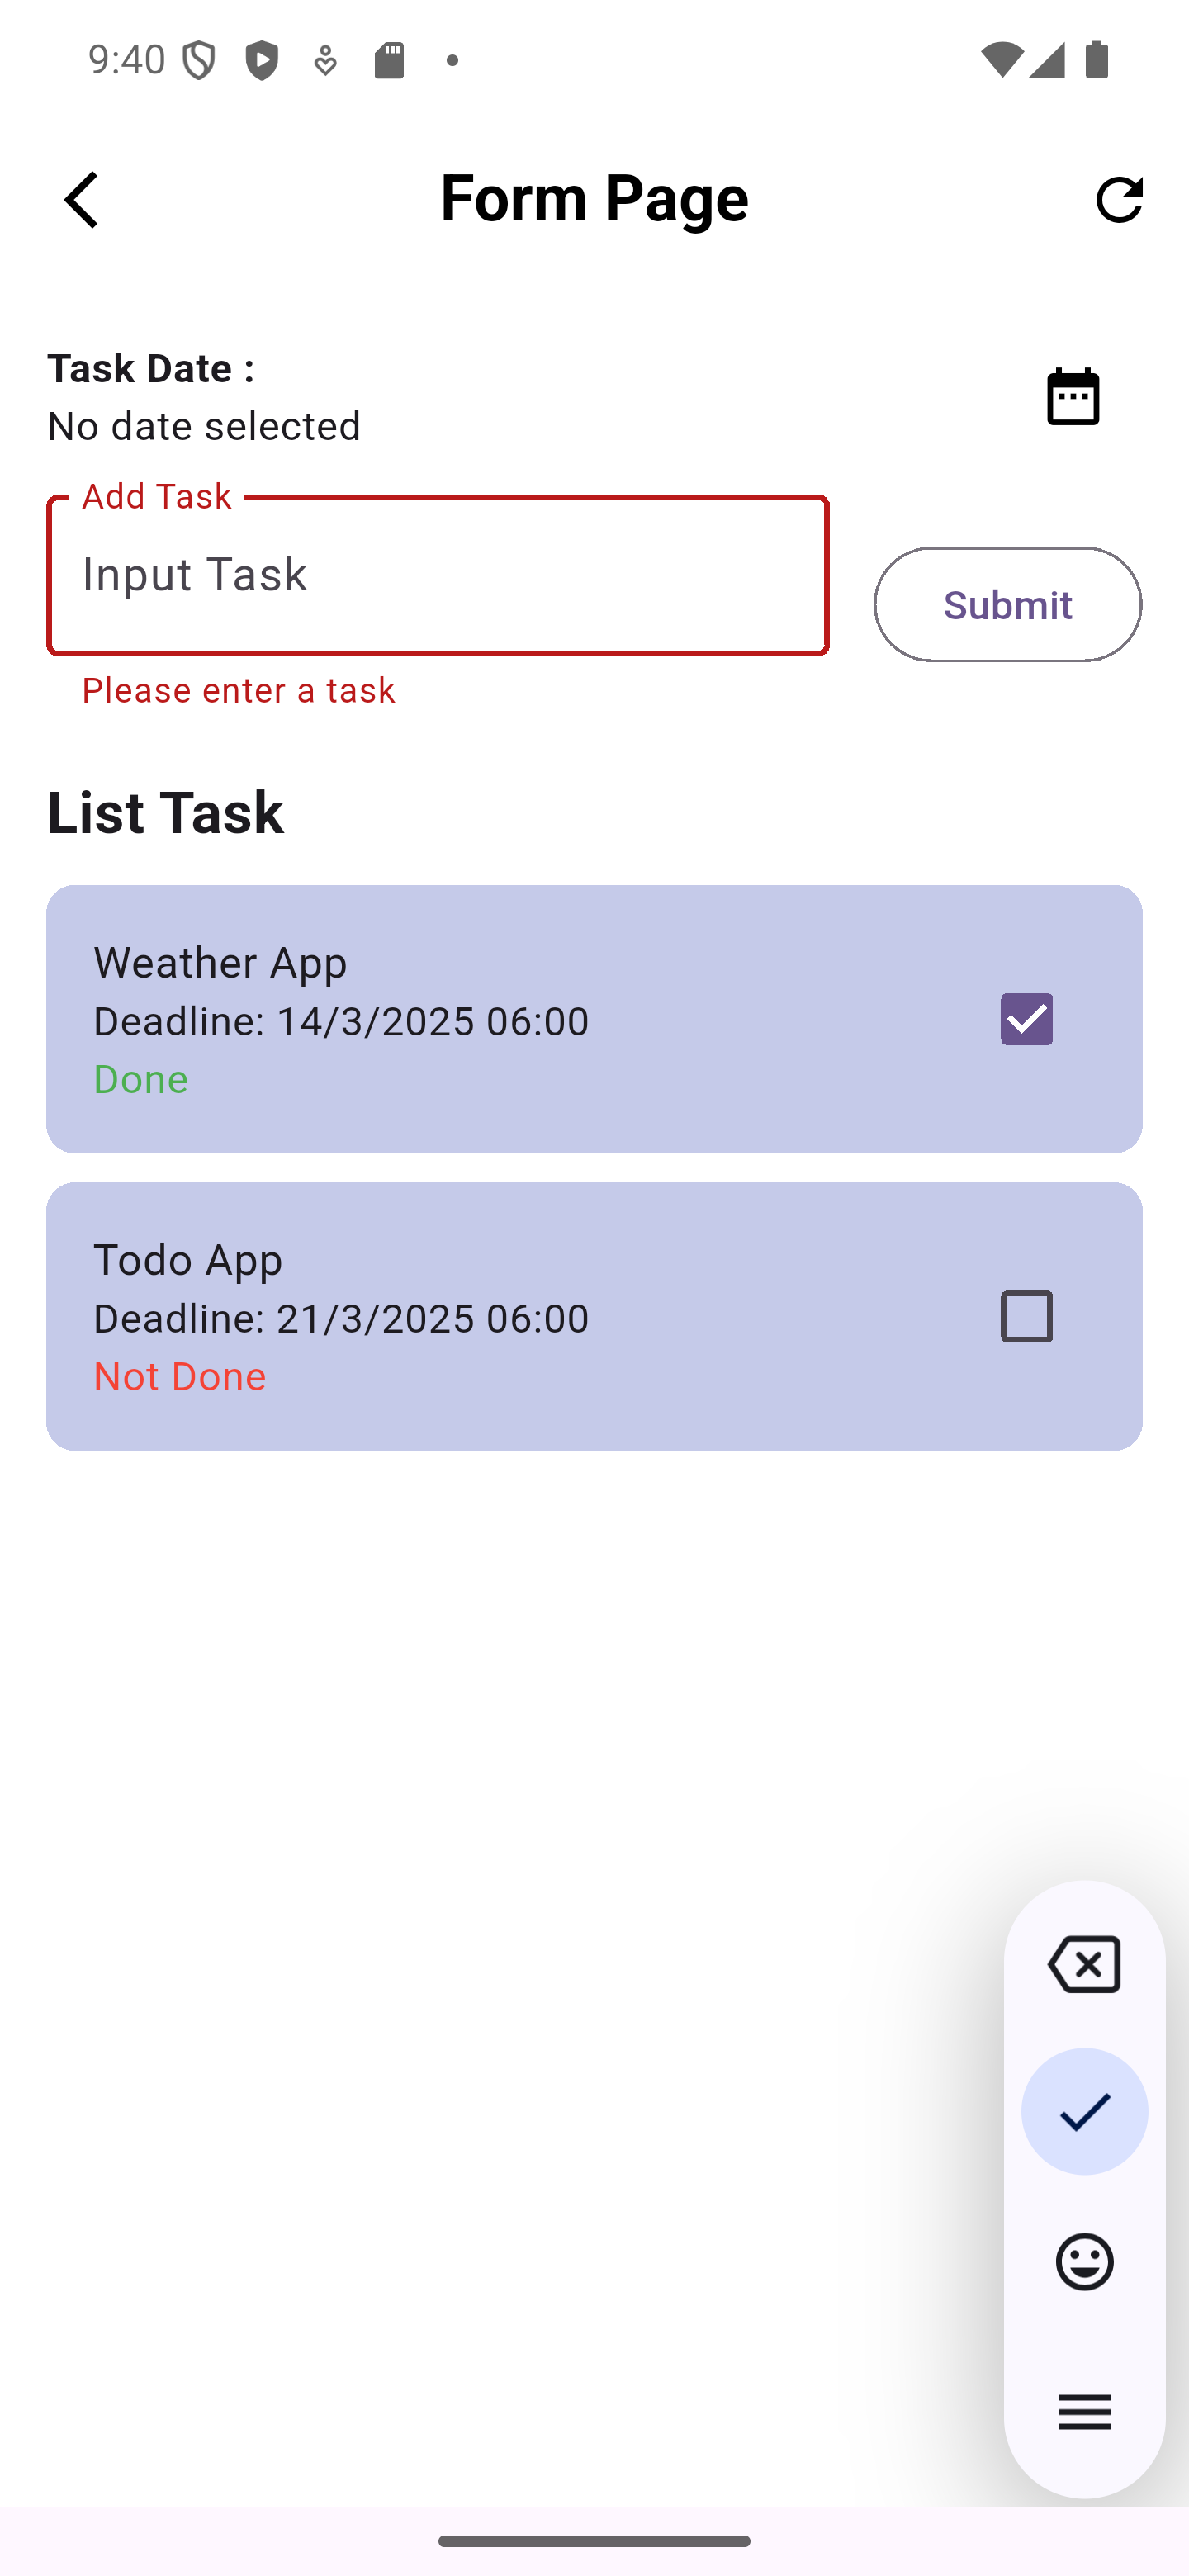 9:40
Form Page
Task Date :
No date selected
Add Task
Input Task
Submit
Please enter a task
List Task
Weather App
Deadline: 14/3/2025 06:00
Done
Todo App
Deadline: 21/3/2025 06:00
Not Done